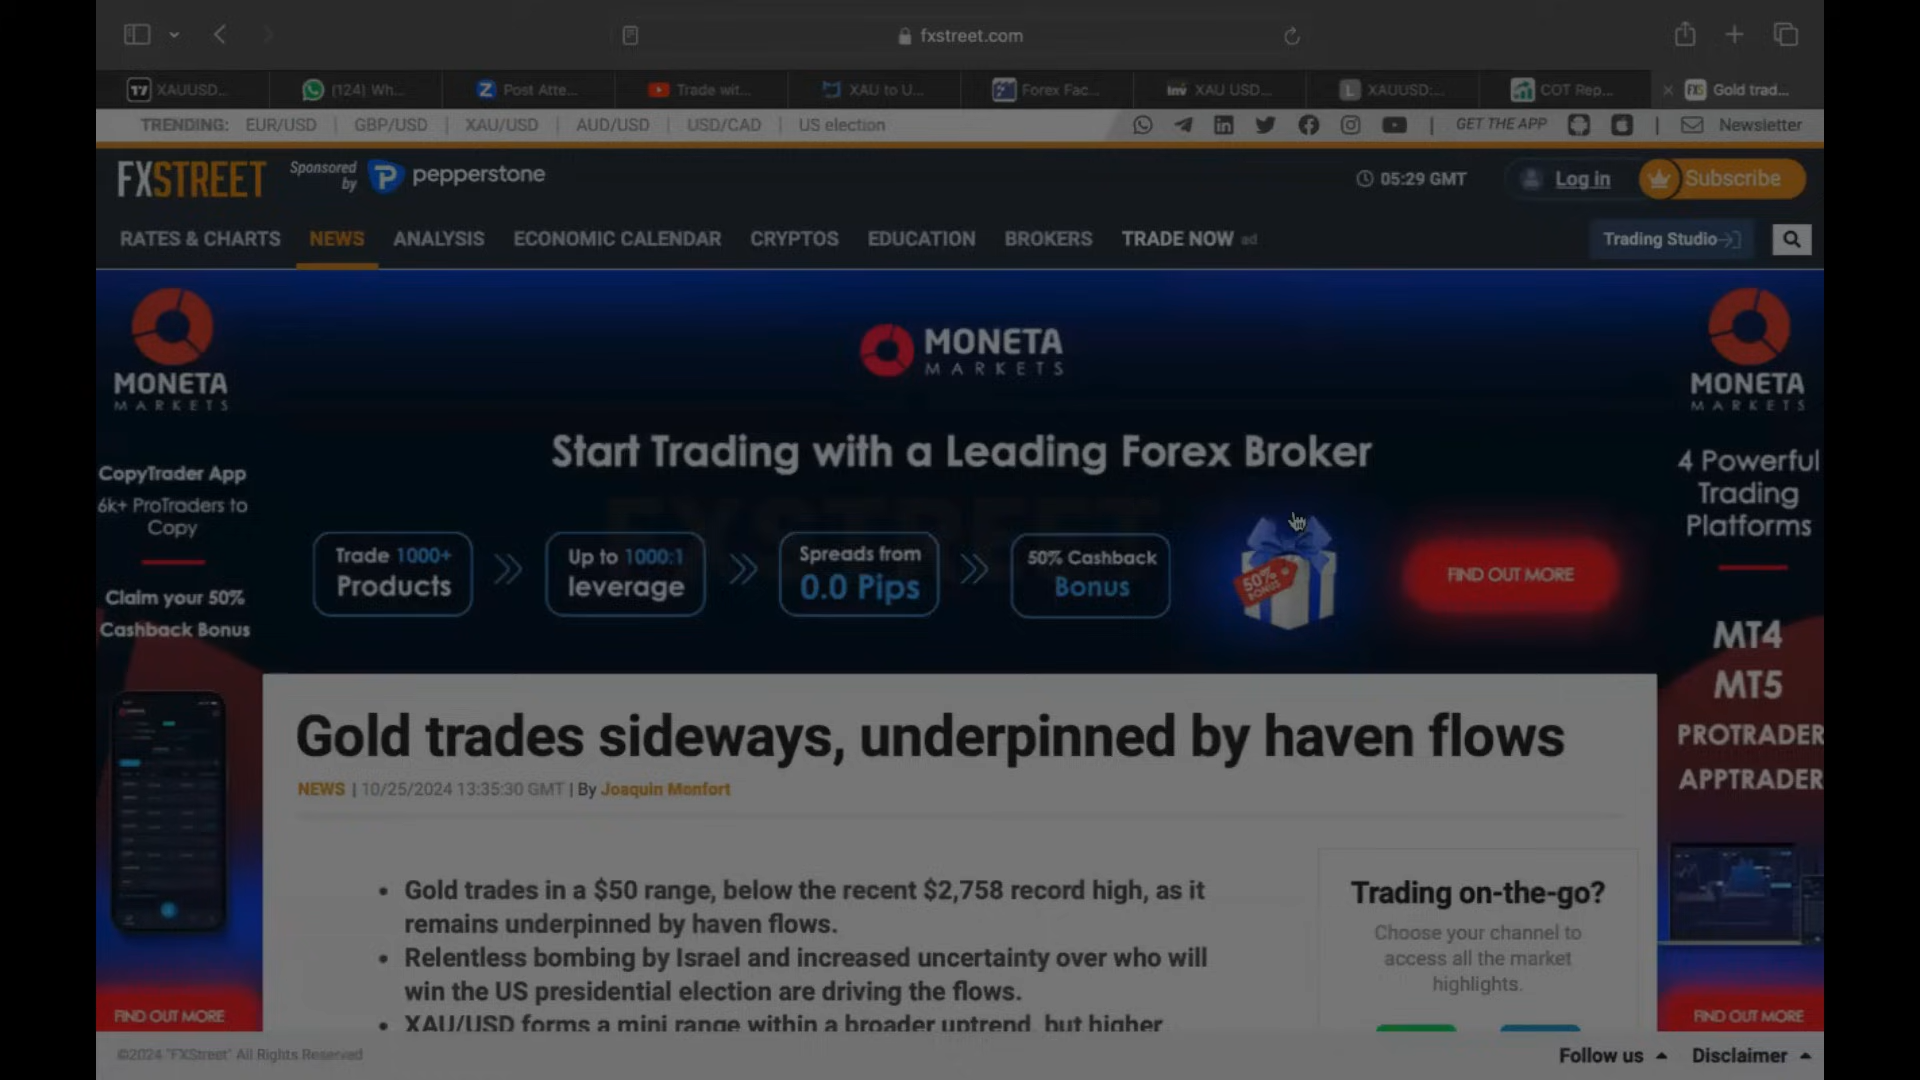 fxstreet.com
XAUUSD...
(124) Wh...
Post Atte...
Trade wit...
XAU to U...
Forex Fac...
Inv XAU USD...
L XAUUSD:...
COT Rep...
FXS Gold trad...
TRENDING: EUR/USD | GBP/USD | XAU/USD | AUD/USD | USD/CAD | US election
GET THE APP
Newsletter
FXSTREET
Sponsored by
pepperstone
05:29 GMT
Log in
Subscribe
RATES & CHARTS NEWS ANALYSIS ECONOMIC CALENDAR CRYPTOS EDUCATION BROKERS TRADE NOW ad
Trading Studio
MONETA
MARKETS
CopyTrader App
6k+ ProTraders to
Copy
Claim your 50%
Cashback Bonus
FIND OUT MORE
MONETA
MARKETS
Start Trading with a Leading Forex Broker
FXSTREET
Trade 1000+
Products
Up to 1000:1
leverage
Spreads from
0.0 Pips
50% Cashback
Bonus
50%
BONUS
FIND OUT MORE
MONETA
MARKETS
4 Powerful
Trading
Platforms
MT4
MT5
PROTRADER
APPTRADER
FIND OUT MORE
Gold trades sideways, underpinned by haven flows
NEWS | 10/25/2024 13:35:30 GMT | By Joaquin Monfort
• Gold trades in a $50 range, below the recent $2,758 record high, as it
remains underpinned by haven flows.
• Relentless bombing by Israel and increased uncertainty over who will
win the US presidential election are driving the flows.
• XAU/USD forms a mini range within a broader uptrend, but higher
Trading on-the-go?
Choose your channel to
access all the market
highlights.
©2024 "FXStreet" All Rights Reserved
Follow us
Disclaimer